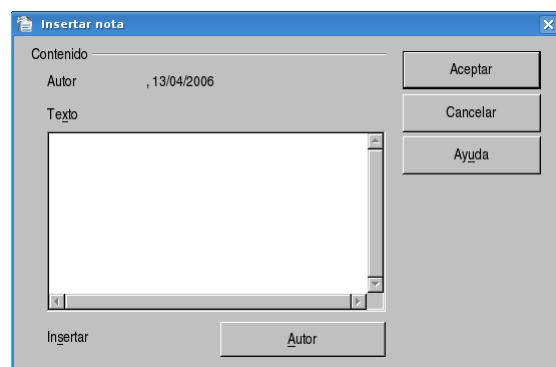 Insertar nota
Contenido
Autor , 13/04/2006
Texto
Insertar Autor
Aceptar
Cancelar
Ayuda